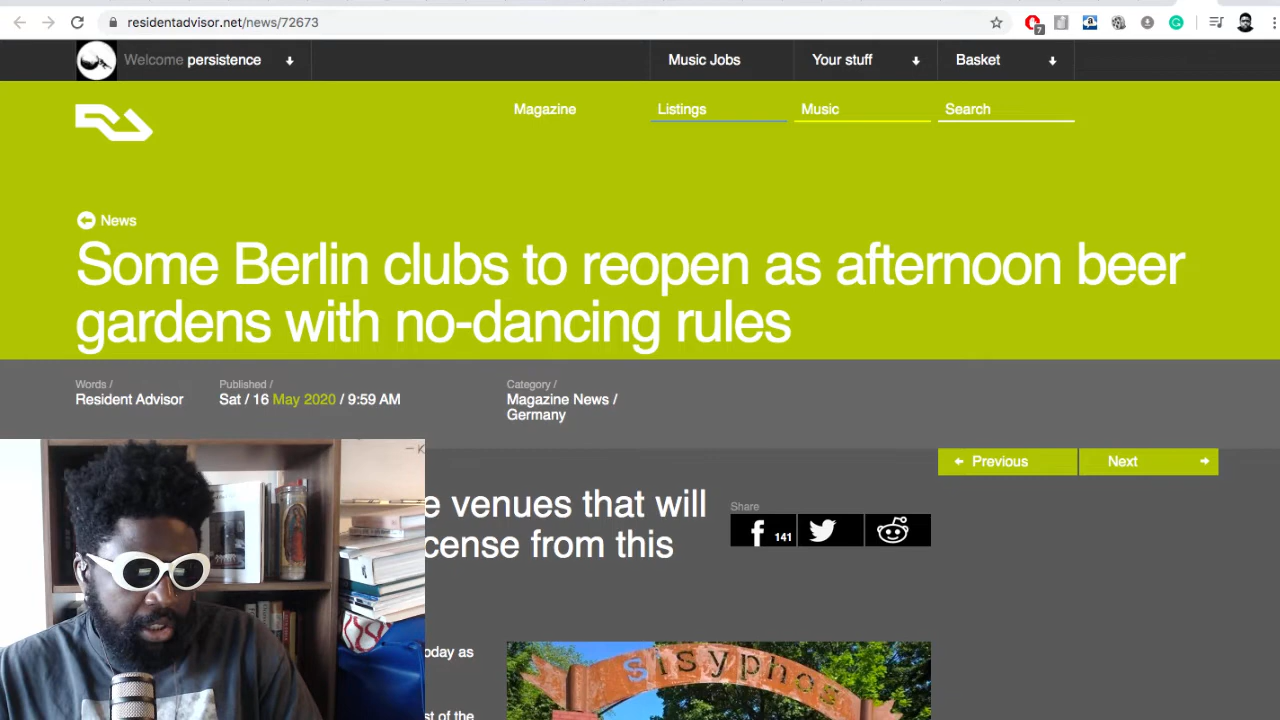 residentadvisor.net/news/72673
7
Welcome persistence
Music Jobs
Your stuff
Basket
Magazine
Listings
Music
Search
News
Some Berlin clubs to reopen as afternoon beer
gardens with no-dancing rules
Words /
Resident Advisor
Published /
Sat / 16 May 2020 / 9:59 AM
Category /
Magazine News /
Germany
Previous
Next
— K
e venues that will
cense from this
Share
141
oday as
sisyphos
st of the